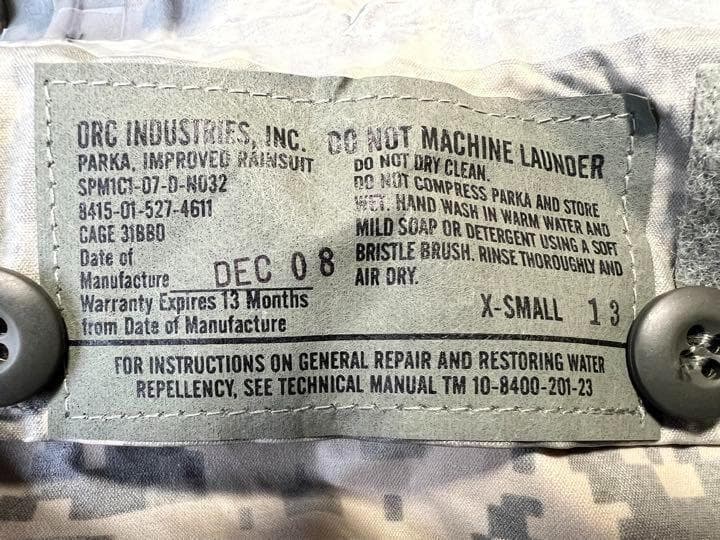 ORC INDUSTRIES, INC.
PARKA, IMPROVED RAINSUIT
SPM1C1-07-D-N032
8415-01-527-4611
CAGE 31BB0
Date of
Manufacture DEC 08
Warranty Expires 13 Months
from Date of Manufacture
DO NOT MACHINE LAUNDER
DO NOT DRY CLEAN.
DO NOT COMPRESS PARKA AND STORE
WET. HAND WASH IN WARM WATER AND
MILD SOAP OR DETERGENT USING A SOFT
BRISTLE BRUSH. RINSE THOROUGHLY AND
AIR DRY.
X-SMALL 13
FOR INSTRUCTIONS ON GENERAL REPAIR AND RESTORING WATER
REPELLENCY, SEE TECHNICAL MANUAL TM 10-8400-201-23